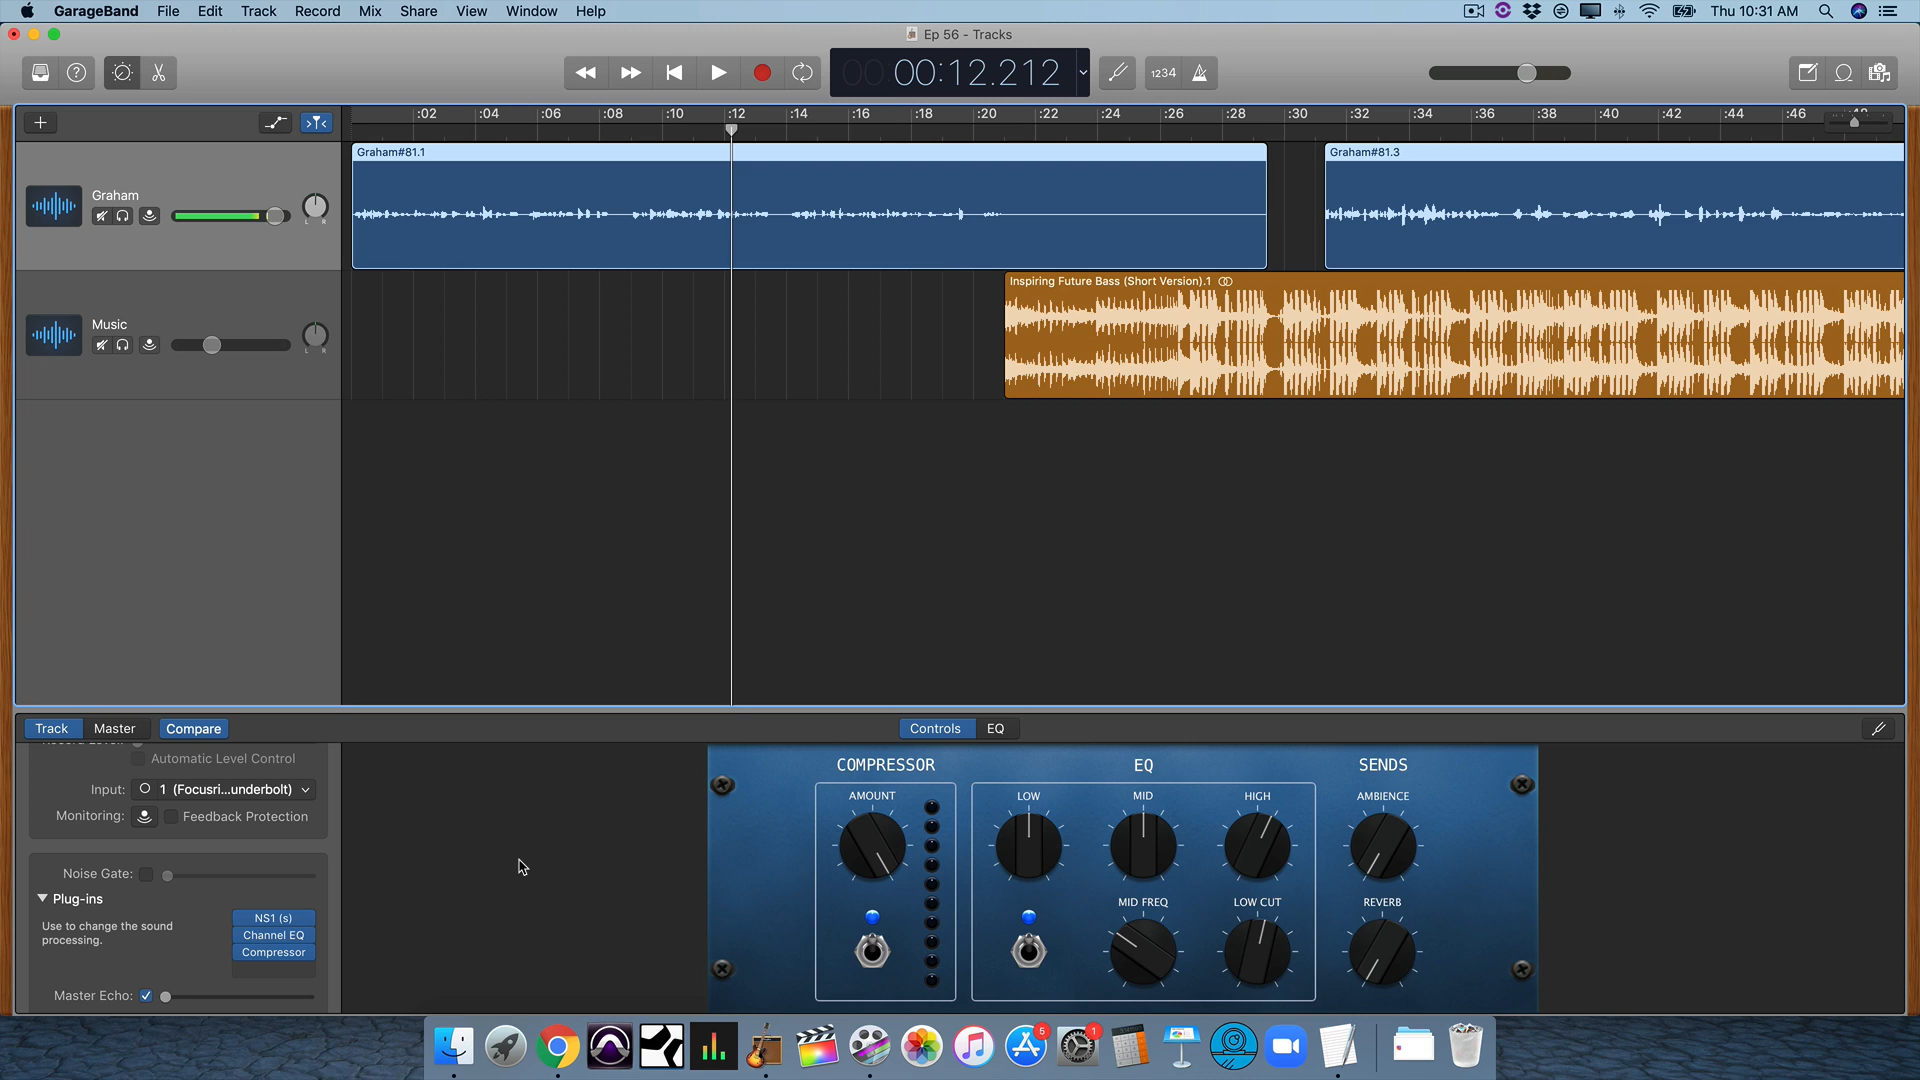 GarageBand File Edit Track Record Mix Share View Window Help Thu 10:31 AM
Ep 56 - Tracks
00 00:12.212 1234
:02 :04 :06 :08 :10 :12 :14 :16 :18 :20 :22 :24 :26 :28 :30 :32 :34 :36 :38 :40 :42 :44 :46
Graham#81.1 Graham#81.3
Graham
L R
Inspiring Future Bass (Short Version).1
Music
L R
Track Master Compare Controls EQ
Automatic Level Control
Input: 1 (Focusri...underbolt)
Monitoring: Feedback Protection
Noise Gate:
Plug-ins
Use to change the sound
processing.
NS1 (s)
Channel EQ
Compressor
Master Echo:
COMPRESSOR EQ SENDS
AMOUNT LOW MID HIGH AMBIENCE
MID FREQ LOW CUT REVERB
5 1